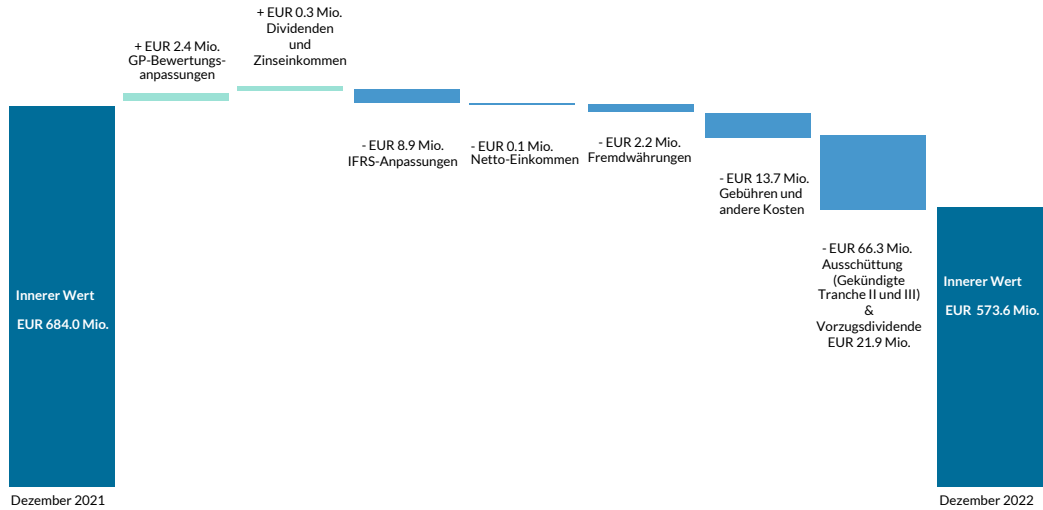 + EUR 2.4 Mio.
GP-Bewertungs-
anpassungen
+ EUR 0.3 Mio.
Dividenden
und
Zinseinkommen
- EUR 8.9 Mio.
IFRS-Anpassungen
- EUR 0.1 Mio.
Netto-Einkommen
- EUR 2.2 Mio.
Fremdwährungen
- EUR 13.7 Mio.
Gebühren und
andere Kosten
- EUR 66.3 Mio.
Ausschüttung
(Gekündigte
Tranche II und III)
&
Vorzugsdividende
EUR 21.9 Mio.
Innerer Wert
EUR 684.0 Mio.
Innerer Wert
EUR 573.6 Mio.
Dezember 2021
Dezember 2022